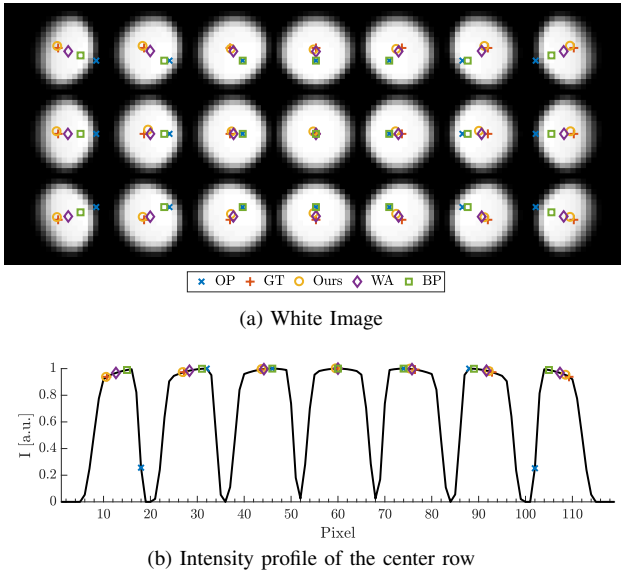 OP GT Ours WA BP
(a) White Image
1
0.8
0.6
0.4
0.2
0
I [a.u.]
10 20 30 40 50 60 70 80 90 100 110
Pixel
(b) Intensity profile of the center row